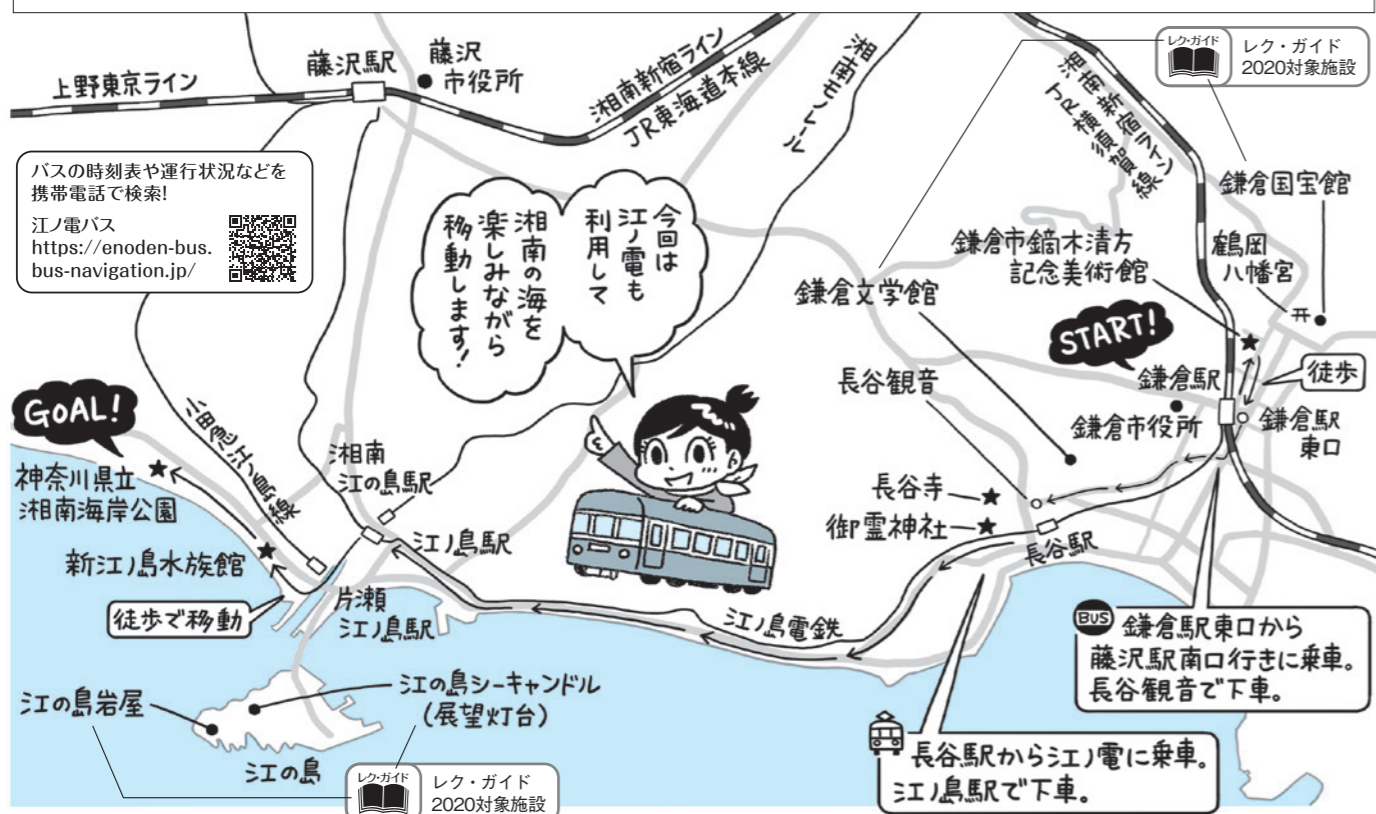 上野東京ライン
藤沢駅
藤沢
市役所
湘南新宿ライン
JR東海道本線
湘南モノレール
湘南新宿ライン
JR横須賀線
レク・ガイド
レク・ガイド
2020対象施設
バスの時刻表や運行状況などを
携帯電話で検索!
江ノ電バス
https://enoden-bus.
bus-navigation.jp/
今回は
江ノ電も
利用して
湘南の海を
楽しみながら
移動します!
鎌倉国宝館
鶴岡
八幡宮
鎌倉市鏑木清方
記念美術館
鎌倉文学館
START!
鎌倉駅
徒歩
長谷観音
鎌倉市役所
鎌倉駅
東口
GOAL!
小田急江ノ島線
湘南
江の島駅
神奈川県立
湘南海岸公園
長谷寺
御霊神社
江ノ島駅
長谷駅
新江ノ島水族館
徒歩で移動
片瀬
江ノ島駅
江ノ島電鉄
BUS 鎌倉駅東口から
藤沢駅南口行きに乗車。
長谷観音で下車。
江の島シーキャンドル
(展望灯台)
江の島岩屋
江の島
長谷駅から江ノ電に乗車。
江ノ島駅で下車。
レク・ガイド
レク・ガイド
2020対象施設